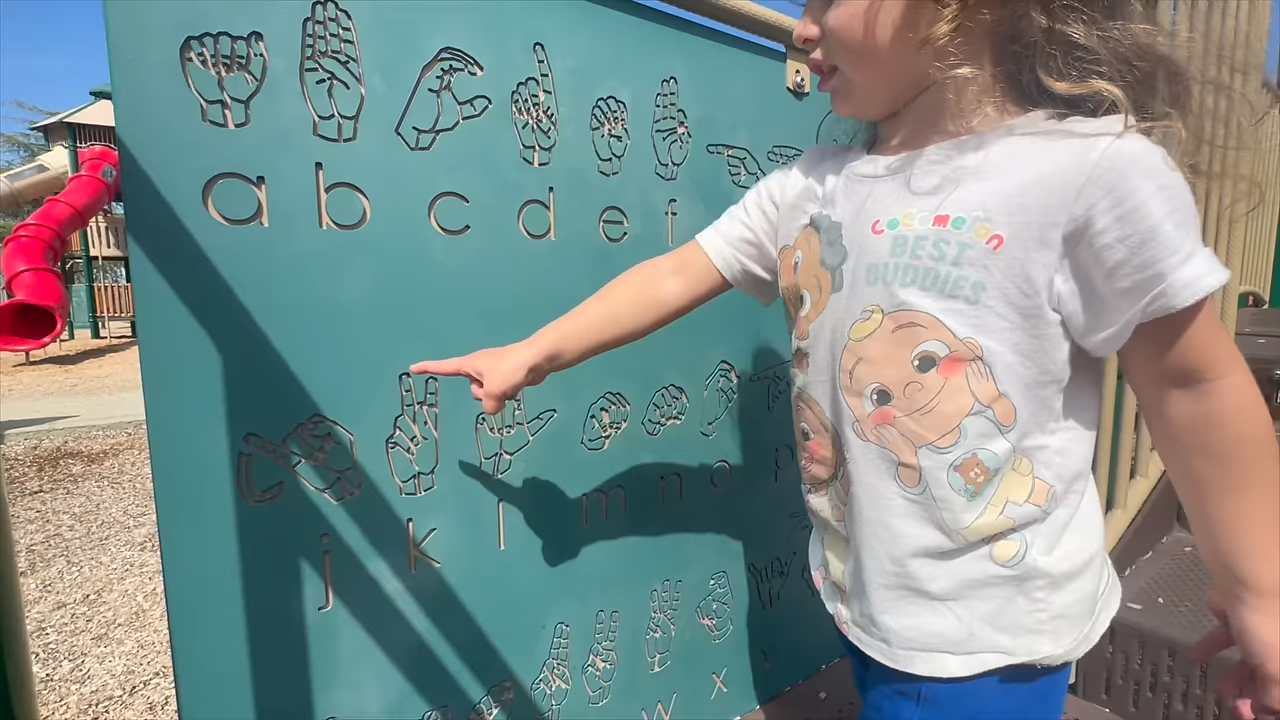 a b c d e f
COCOMELON
BEST
BUDDIES
j k l m n o p
w x